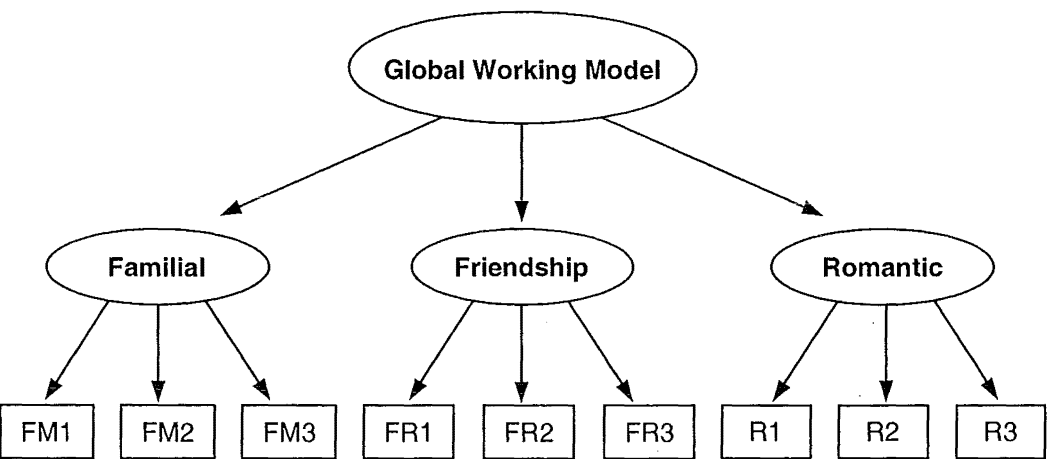 Global Working Model
Familial
Friendship
Romantic
FM1
FM2
FM3
FR1
FR2
FR3
R1
R2
R3